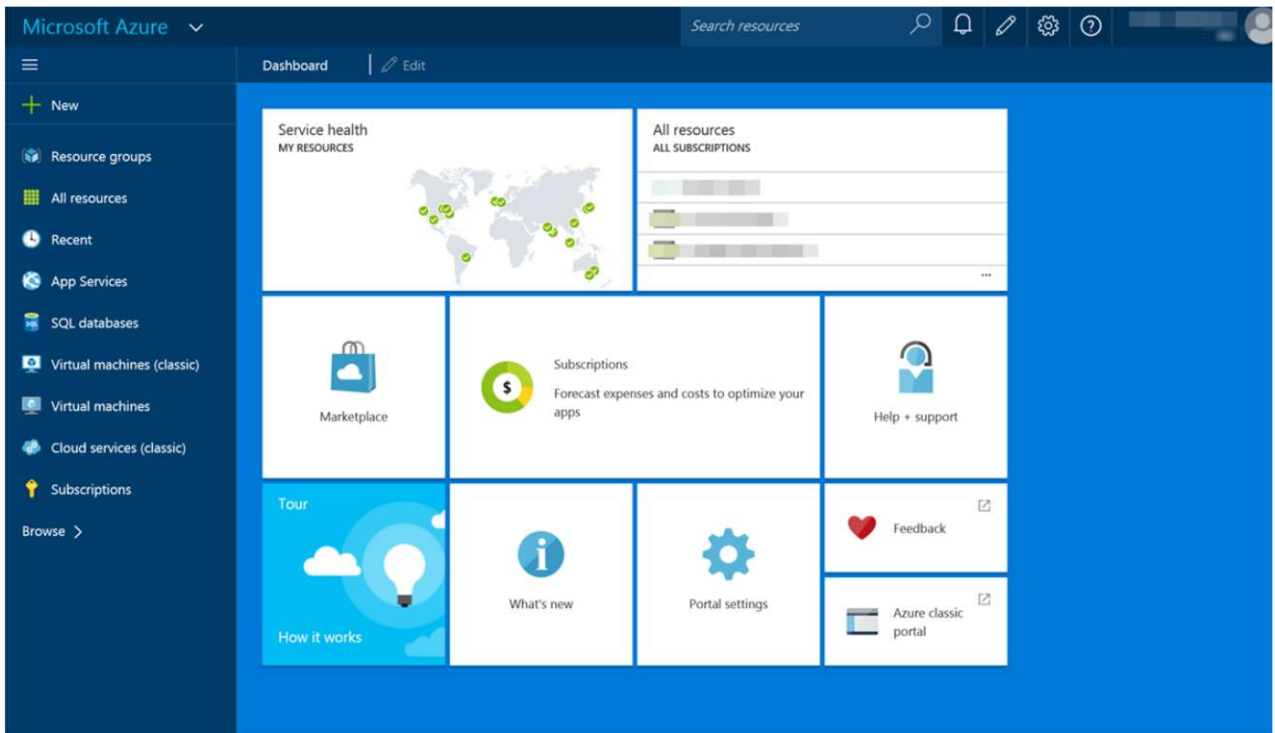 Microsoft Azure
Search resources
Dashboard
Edit
New
Resource groups
All resources
Recent
App Services
SQL databases
Virtual machines (classic)
Virtual machines
Cloud services (classic)
Subscriptions
Browse
Service health
MY RESOURCES
All resources
ALL SUBSCRIPTIONS
...
Marketplace
$
Subscriptions
Forecast expenses and costs to optimize your
apps
Help + support
Tour
How it works
What's new
Portal settings
Feedback
Azure classic
portal